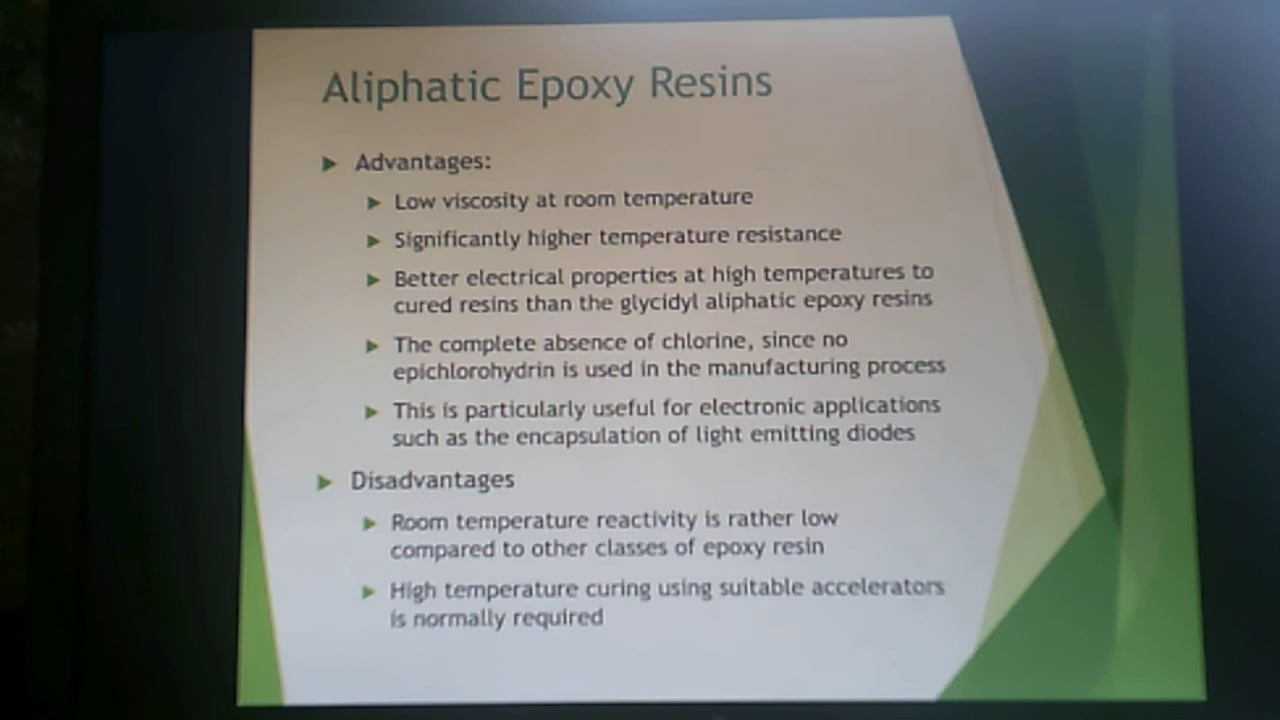 Aliphatic Epoxy Resins
Advantages:
Low viscosity at room temperature
Significantly higher temperature resistance
Better electrical properties at high temperatures to
cured resins than the glycidyl aliphatic epoxy resins
The complete absence of chlorine, since no
epichlorohydrin is used in the manufacturing process
This is particularly useful for electronic applications
such as the encapsulation of light emitting diodes
Disadvantages
Room temperature reactivity is rather low
compared to other classes of epoxy resin
High temperature curing using suitable accelerators
is normally required